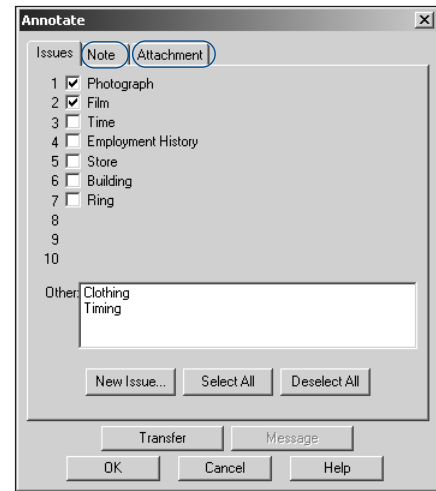 Annotate
Issues Note Attachment
1 Photograph
2 Film
3 Time
4 Employment History
5 Store
6 Building
7 Ring
8
9
10
Other: Clothing
Timing
New Issue... Select All Deselect All
Transfer Message
OK Cancel Help